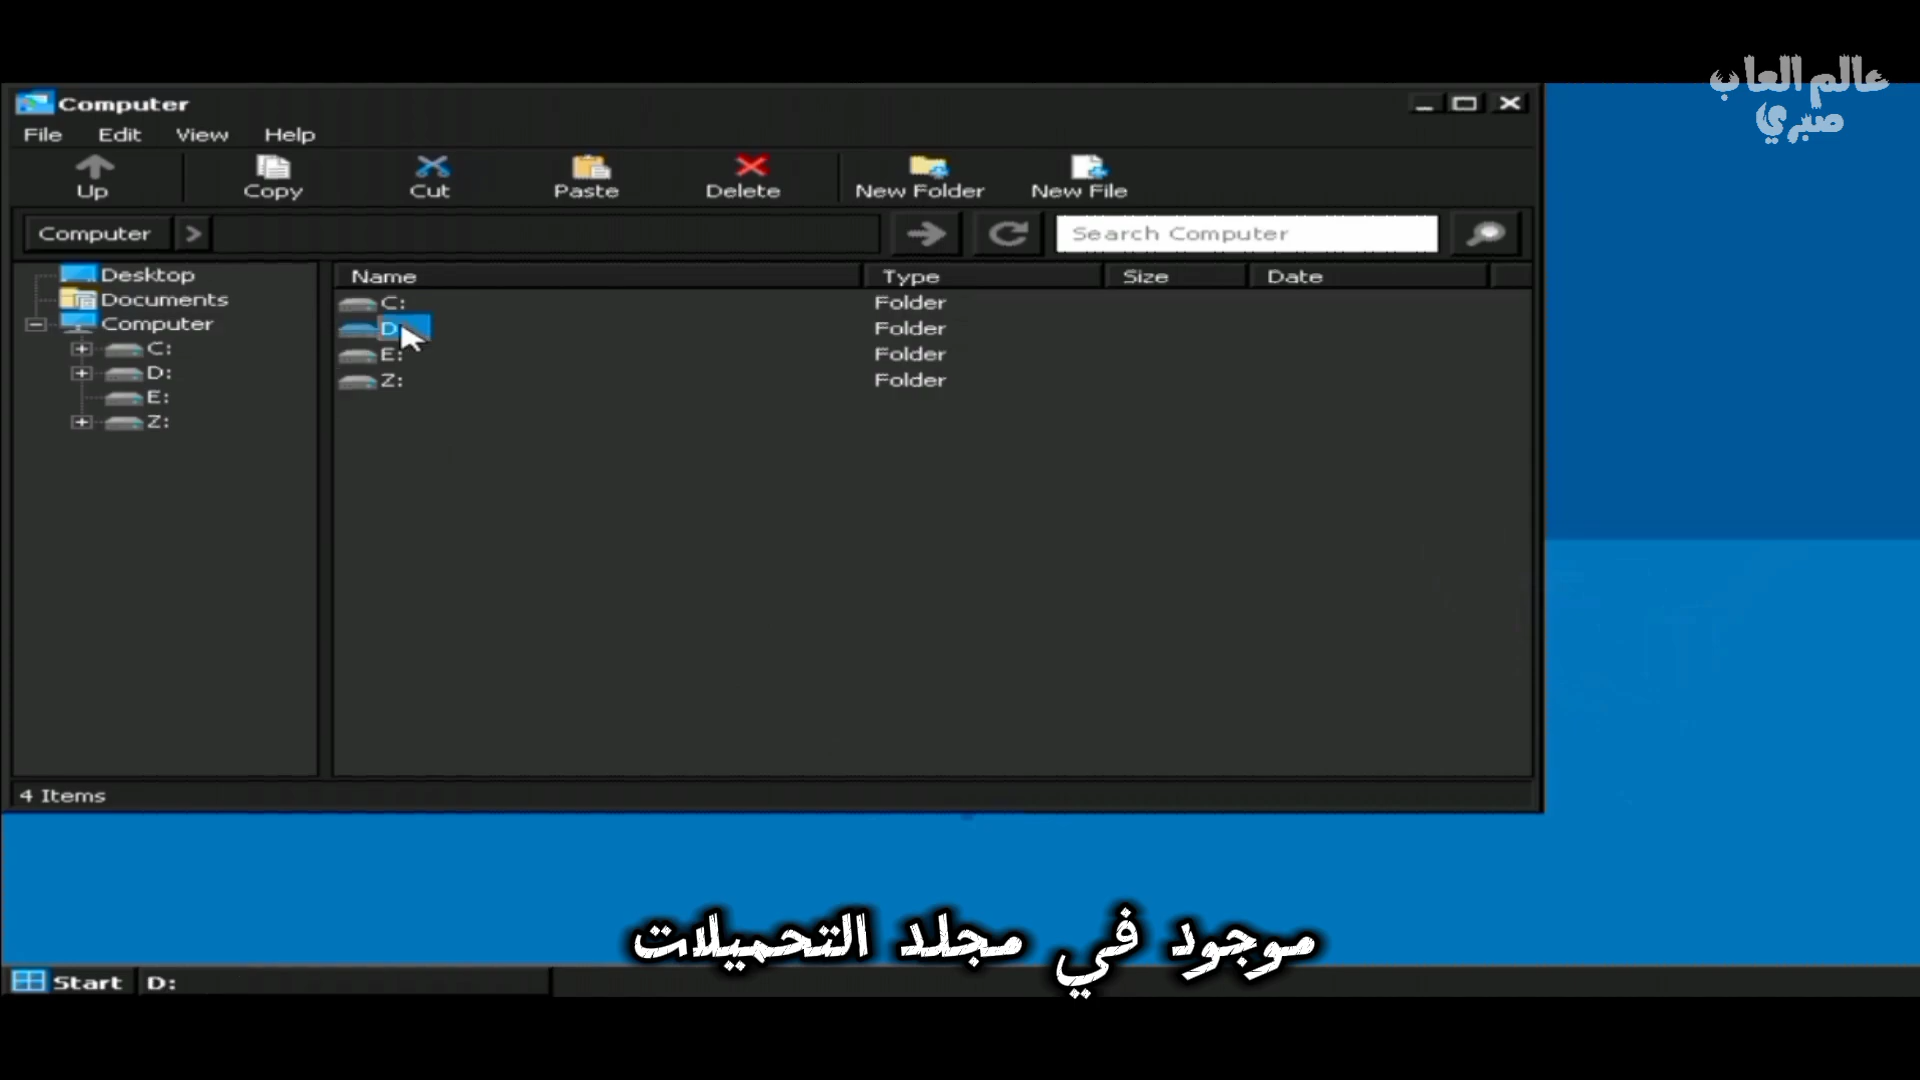 عالم العاب
صبري
Computer
File Edit View Help
Up Copy Cut Paste Delete New Folder New File
Computer > Search Computer
Desktop
Documents
Computer
C:
D:
E:
Z:
Name Type Size Date
C: Folder
D: Folder
E: Folder
Z: Folder
4 Items
موجود في مجلد التحميلات
Start D: